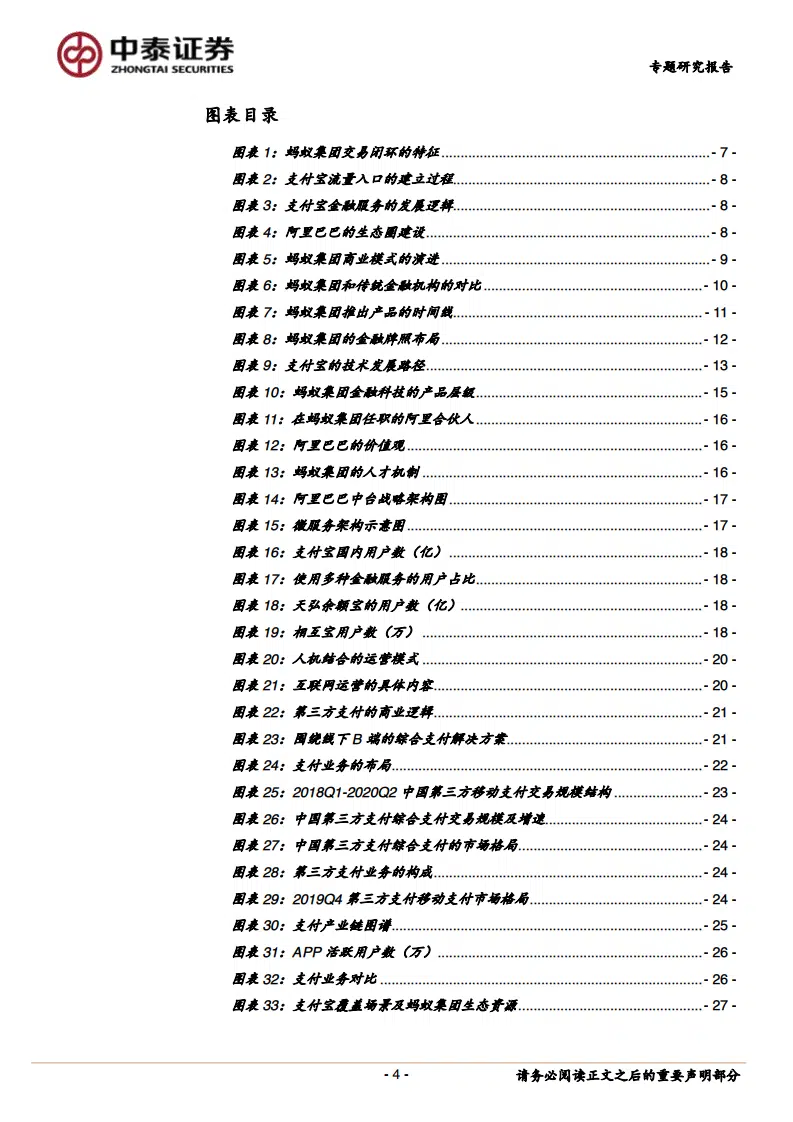 中泰证券
ZHONGTAI SECURITIES
专题研究报告
图表目录
图表 1：蚂蚁集团交易闭环的特征 ...................................................................... - 7 -
图表 2：支付宝流量入口的建立过程................................................................... - 8 -
图表 3：支付宝金融服务的发展逻辑................................................................... - 8 -
图表 4：阿里巴巴的生态圈建设.......................................................................... - 8 -
图表 5：蚂蚁集团商业模式的演进 ...................................................................... - 9 -
图表 6：蚂蚁集团和传统金融机构的对比 ......................................................... - 10 -
图表 7：蚂蚁集团推出产品的时间线................................................................. - 11 -
图表 8：蚂蚁集团的金融牌照布局 .................................................................... - 12 -
图表 9：支付宝的技术发展路径........................................................................ - 13 -
图表 10：蚂蚁集团金融科技的产品层级........................................................... - 15 -
图表 11：在蚂蚁集团任职的阿里合伙人........................................................... - 16 -
图表 12：阿里巴巴的价值观............................................................................. - 16 -
图表 13：蚂蚁集团的人才机制 ......................................................................... - 16 -
图表 14：阿里巴巴中台战略架构图.................................................................. - 17 -
图表 15：微服务架构示意图............................................................................. - 17 -
图表 16：支付宝国内用户数（亿） .................................................................. - 18 -
图表 17：使用多种金融服务的用户占比........................................................... - 18 -
图表 18：天弘余额宝的用户数（亿）............................................................... - 18 -
图表 19：相互宝用户数（万） ......................................................................... - 18 -
图表 20：人机结合的运营模式 ......................................................................... - 20 -
图表 21：互联网运营的具体内容...................................................................... - 20 -
图表 22：第三方支付的商业逻辑...................................................................... - 21 -
图表 23：围绕线下 B 端的综合支付解决方案................................................... - 21 -
图表 24：支付业务的布局................................................................................. - 22 -
图表 25：2018Q1-2020Q2 中国第三方移动支付交易规模结构 ....................... - 23 -
图表 26：中国第三方支付综合支付交易规模及增速......................................... - 24 -
图表 27：中国第三方支付综合支付的市场格局................................................ - 24 -
图表 28：第三方支付业务的构成...................................................................... - 24 -
图表 29：2019Q4 第三方支付移动支付市场格局............................................. - 24 -
图表 30：支付产业链图谱................................................................................. - 25 -
图表 31：APP 活跃用户数（万） ..................................................................... - 26 -
图表 32：支付业务对比 .................................................................................... - 26 -
图表 33：支付宝覆盖场景及蚂蚁集团生态资源................................................ - 27 -
- 4 -
请务必阅读正文之后的重要声明部分